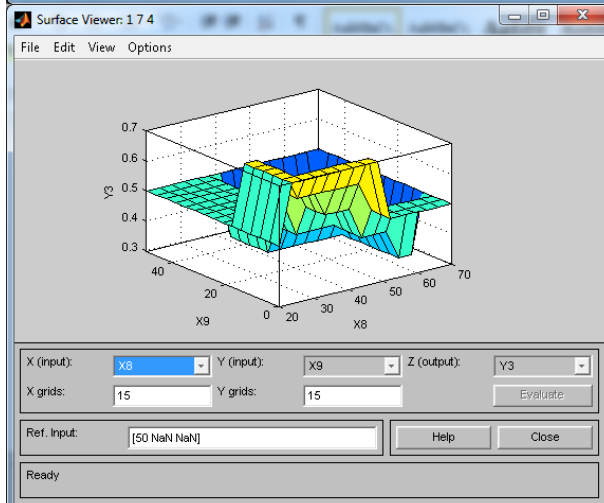 Surface Viewer: 1 7 4
File Edit View Options
0.7
0.6
0.5
0.4
0.3
Y3
40
20
0
X9
20
30
40
50
60
70
X8
X (input): X8 Y (input): X9 Z (output): Y3
X grids: 15 Y grids: 15 Evaluate
Ref. Input: [50 NaN NaN] Help Close
Ready